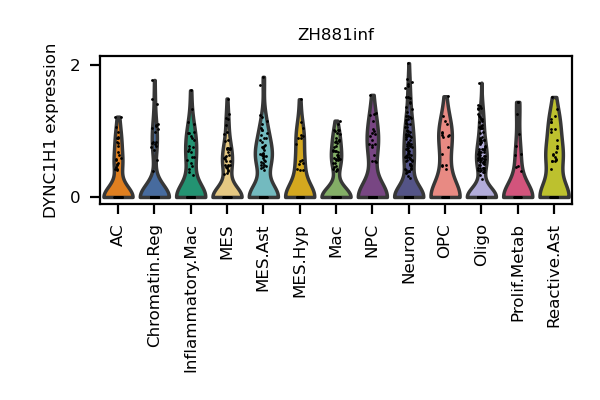 ZH881inf
DYNC1H1 expression
2
0
AC
Chromatin.Reg
Inflammatory.Mac
MES
MES.Ast
MES.Hyp
Mac
NPC
Neuron
OPC
Oligo
Prolif.Metab
Reactive.Ast